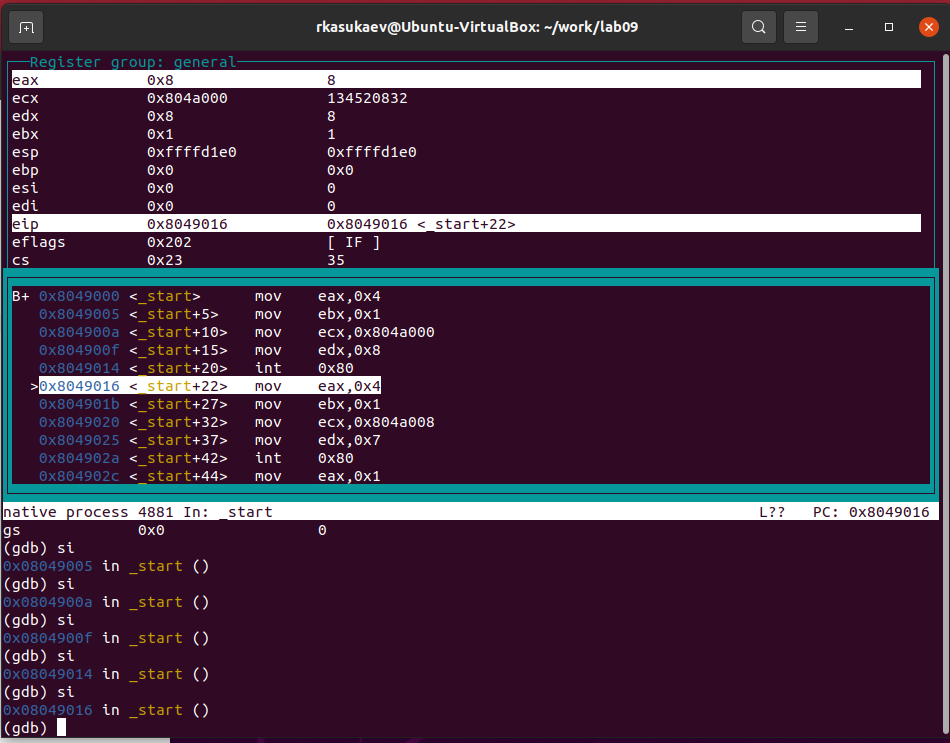 rkasukaev@Ubuntu-VirtualBox: ~/work/lab09
Register group: general
eax 0x8 8
ecx 0x804a000 134520832
edx 0x8 8
ebx 0x1 1
esp 0xffffd1e0 0xffffd1e0
ebp 0x0 0x0
esi 0x0 0
edi 0x0 0
eip 0x8049016 0x8049016 <_start+22>
eflags 0x202 [ IF ]
cs 0x23 35
B+ 0x8049000 <_start> mov eax,0x4
0x8049005 <_start+5> mov ebx,0x1
0x804900a <_start+10> mov ecx,0x804a000
0x804900f <_start+15> mov edx,0x8
0x8049014 <_start+20> int 0x80
>0x8049016 <_start+22> mov eax,0x4
0x804901b <_start+27> mov ebx,0x1
0x8049020 <_start+32> mov ecx,0x804a008
0x8049025 <_start+37> mov edx,0x7
0x804902a <_start+42> int 0x80
0x804902c <_start+44> mov eax,0x1
native process 4881 In: _start L?? PC: 0x8049016
gs 0x0 0
(gdb) si
0x08049005 in _start ()
(gdb) si
0x0804900a in _start ()
(gdb) si
0x0804900f in _start ()
(gdb) si
0x08049014 in _start ()
(gdb) si
0x08049016 in _start ()
(gdb)